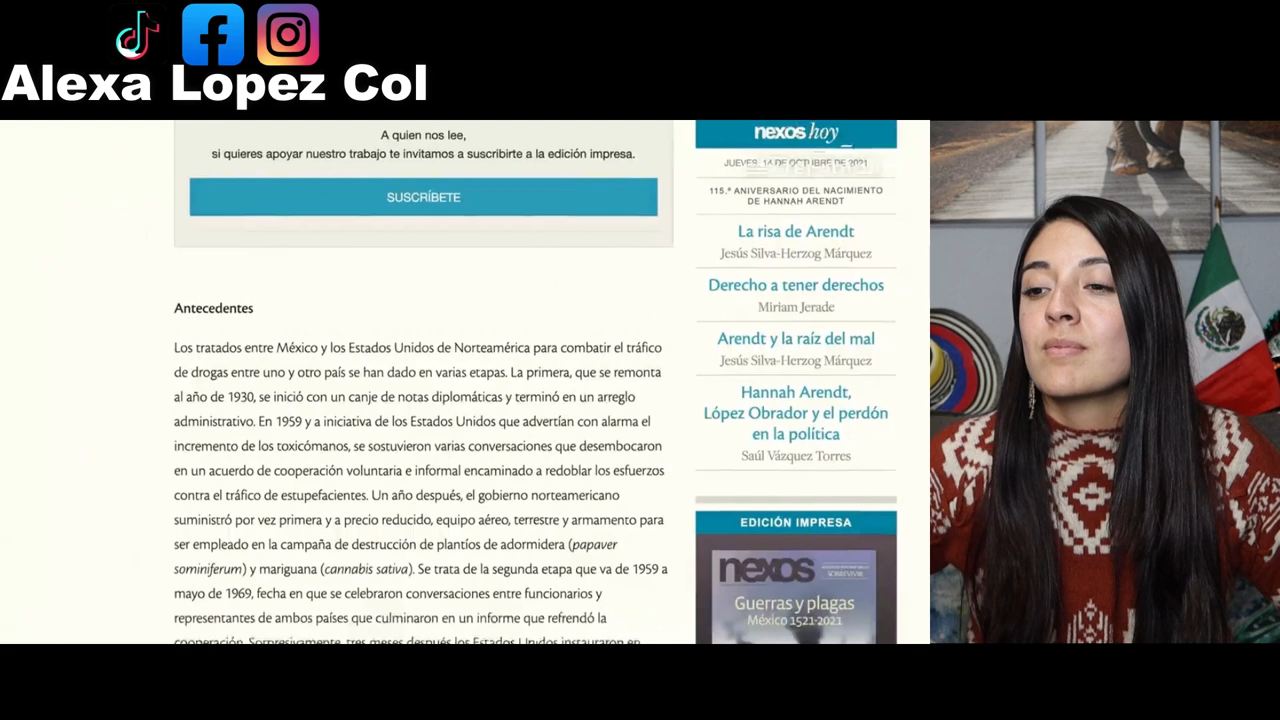 Alexa Lopez Col
A quien nos lee,
si quieres apoyar nuestro trabajo te invitamos a suscribirte a la edición impresa.
SUSCRÍBETE
Antecedentes
Los tratados entre México y los Estados Unidos de Norteamérica para combatir el tráfico
de drogas entre uno y otro país se han dado en varias etapas. La primera, que se remonta
al año de 1930, se inició con un canje de notas diplomáticas y terminó en un arreglo
administrativo. En 1959 y a iniciativa de los Estados Unidos que advertían con alarma el
incremento de los toxicómanos, se sostuvieron varias conversaciones que desembocaron
en un acuerdo de cooperación voluntaria e informal encaminado a redoblar los esfuerzos
contra el tráfico de estupefacientes. Un año después, el gobierno norteamericano
suministró por vez primera y a precio reducido, equipo aéreo, terrestre y armamento para
ser empleado en la campaña de destrucción de plantíos de adormidera (papaver
somniferum) y mariguana (cannabis sativa). Se trata de la segunda etapa que va de 1959 a
mayo de 1969, fecha en que se celebraron conversaciones entre funcionarios y
representantes de ambos países que culminaron en un informe que refrendó la
cooperación. Sorpresivamente, tres meses después los Estados Unidos instauraron en
nexos hoy
JUEVES, 14 DE OCTUBRE DE 2021
115.º ANIVERSARIO DEL NACIMIENTO
DE HANNAH ARENDT
La risa de Arendt
Jesús Silva-Herzog Márquez
Derecho a tener derechos
Miriam Jerade
Arendt y la raíz del mal
Jesús Silva-Herzog Márquez
Hannah Arendt,
López Obrador y el perdón
en la política
Saúl Vázquez Torres
EDICIÓN IMPRESA
nexos
Guerras y plagas
México 1521-2021